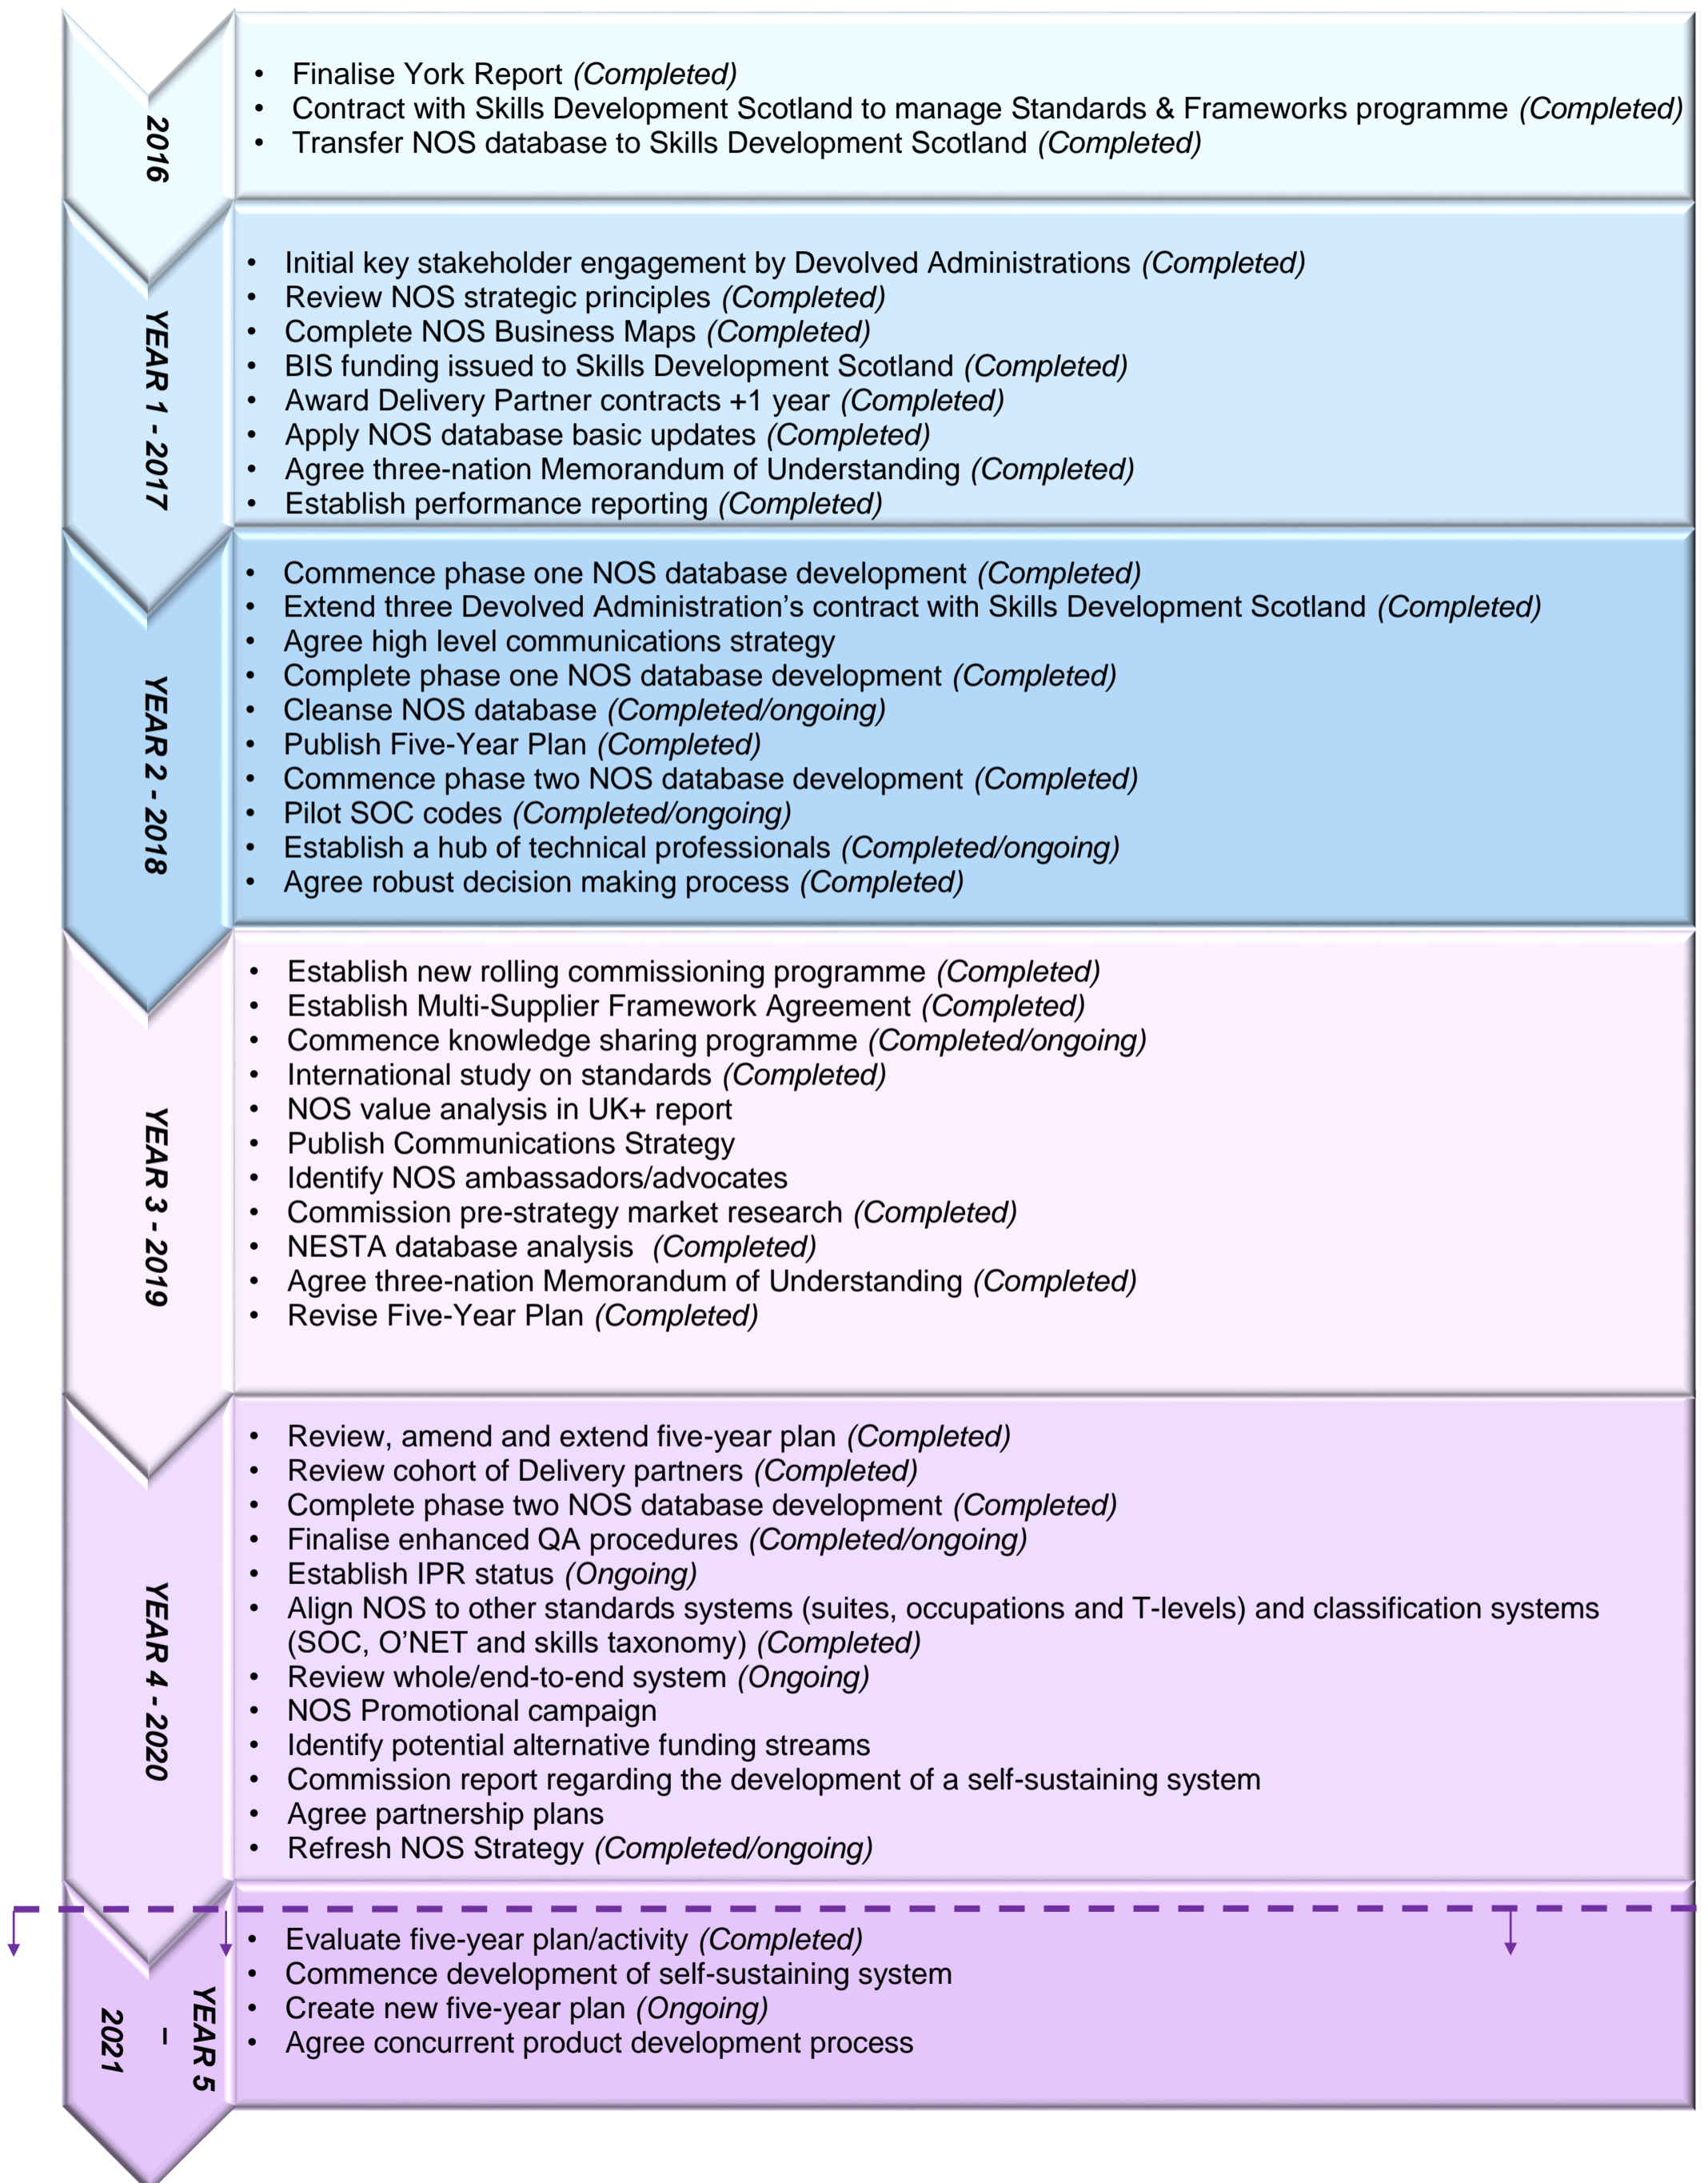 2016
• Finalise York Report (Completed)
• Contract with Skills Development Scotland to manage Standards & Frameworks programme (Completed)
• Transfer NOS database to Skills Development Scotland (Completed)
YEAR 1 - 2017
• Initial key stakeholder engagement by Devolved Administrations (Completed)
• Review NOS strategic principles (Completed)
• Complete NOS Business Maps (Completed)
• BIS funding issued to Skills Development Scotland (Completed)
• Award Delivery Partner contracts +1 year (Completed)
• Apply NOS database basic updates (Completed)
• Agree three-nation Memorandum of Understanding (Completed)
• Establish performance reporting (Completed)
YEAR 2 - 2018
• Commence phase one NOS database development (Completed)
• Extend three Devolved Administration’s contract with Skills Development Scotland (Completed)
• Agree high level communications strategy
• Complete phase one NOS database development (Completed)
• Cleanse NOS database (Completed/ongoing)
• Publish Five-Year Plan (Completed)
• Commence phase two NOS database development (Completed)
• Pilot SOC codes (Completed/ongoing)
• Establish a hub of technical professionals (Completed/ongoing)
• Agree robust decision making process (Completed)
YEAR 3 - 2019
• Establish new rolling commissioning programme (Completed)
• Establish Multi-Supplier Framework Agreement (Completed)
• Commence knowledge sharing programme (Completed/ongoing)
• International study on standards (Completed)
• NOS value analysis in UK+ report
• Publish Communications Strategy
• Identify NOS ambassadors/advocates
• Commission pre-strategy market research (Completed)
• NESTA database analysis (Completed)
• Agree three-nation Memorandum of Understanding (Completed)
• Revise Five-Year Plan (Completed)
YEAR 4 - 2020
• Review, amend and extend five-year plan (Completed)
• Review cohort of Delivery partners (Completed)
• Complete phase two NOS database development (Completed)
• Finalise enhanced QA procedures (Completed/ongoing)
• Establish IPR status (Ongoing)
• Align NOS to other standards systems (suites, occupations and T-levels) and classification systems
(SOC, O’NET and skills taxonomy) (Completed)
• Review whole/end-to-end system (Ongoing)
• NOS Promotional campaign
• Identify potential alternative funding streams
• Commission report regarding the development of a self-sustaining system
• Agree partnership plans
• Refresh NOS Strategy (Completed/ongoing)
YEAR 5
–
2021
• Evaluate five-year plan/activity (Completed)
• Commence development of self-sustaining system
• Create new five-year plan (Ongoing)
• Agree concurrent product development process